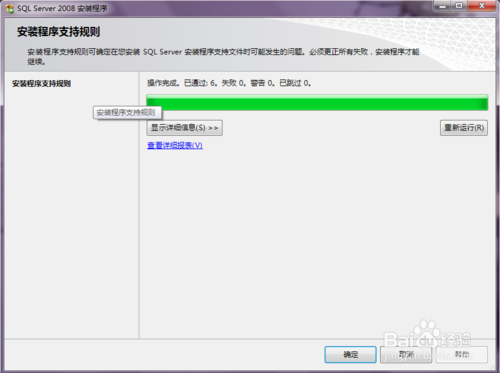 SQL Server 2008 安装程序
安装程序支持规则
安装程序支持规则可确定在您安装 SQL Server 安装程序支持文件时可能发生的问题。必须更正所有失败，安装程序才能
继续。
安装程序支持规则
操作完成。已通过: 6。失败 0。警告 0。已跳过 0。
安装程序支持规则
显示详细信息(S) >>
重新运行(R)
查看详细报表(V)
Baidu 经验
确定
取消
帮助